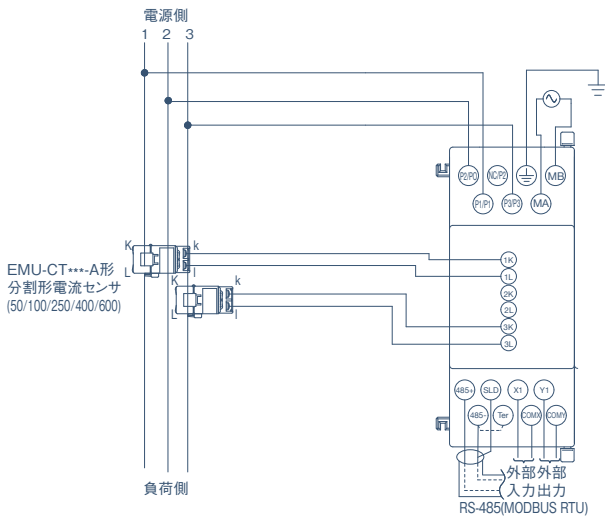 電源側
1 2 3
P2/P0 NC/P2 MB
P1/P1 P3/P3 MA
K k
L l
K k
L l
EMU-CT***-A形
分割形電流センサ
(50/100/250/400/600)
1K
1L
2K
2L
3K
3L
485+ SLD X1 Y1
485- Ter COMX COMY
外部 外部
入力 出力
RS-485(MODBUS RTU)
負荷側